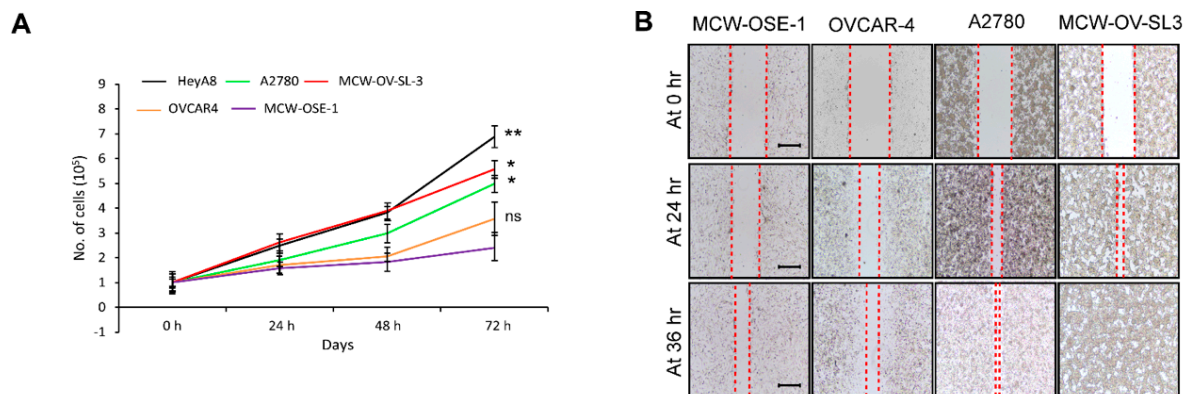 A
HeyA8 A2780 MCW-OV-SL-3
OVCAR4 MCW-OSE-1
No. of cells (10⁵)
9
8
7
6
5
4
3
2
1
0
-1
**
*
*
ns
0 h 24 h 48 h 72 h
Days
B
MCW-OSE-1 OVCAR-4 A2780 MCW-OV-SL3
At 0 hr
At 24 hr
At 36 hr